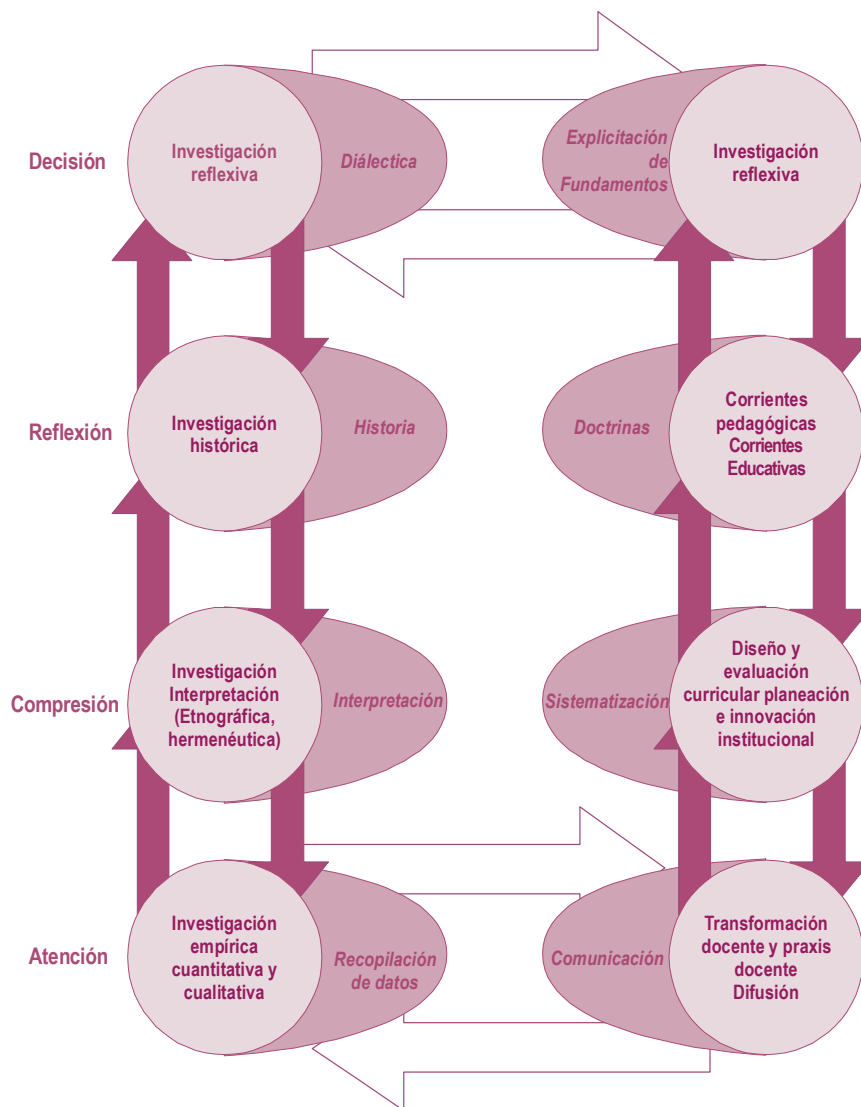 Decisión
Investigación
reflexiva
Diálectica
Explicitación
de
Fundamentos
Investigación
reflexiva
Reflexión
Investigación
histórica
Historia
Doctrinas
Corrientes
pedagógicas
Corrientes
Educativas
Compresión
Investigación
Interpretación
(Etnográfica,
hermenéutica)
Interpretación
Sistematización
Diseño y
evaluación
curricular planeación
e innovación
institucional
Atención
Investigación
empírica
cuantitativa y
cualitativa
Recopilación
de datos
Comunicación
Transformación
docente y praxis
docente
Difusión